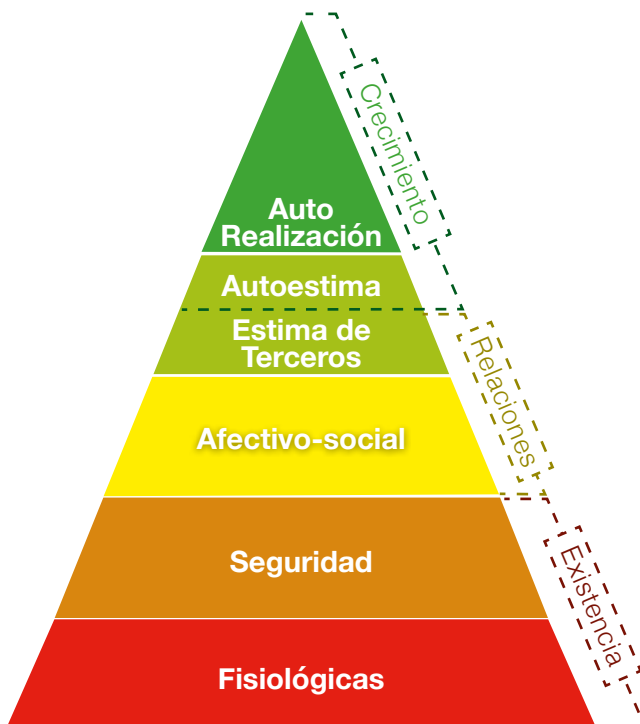 Crecimiento
Auto
Realización
Autoestima
Estima de
Terceros
Relaciones
Afectivo-social
Existencia
Seguridad
Fisiológicas